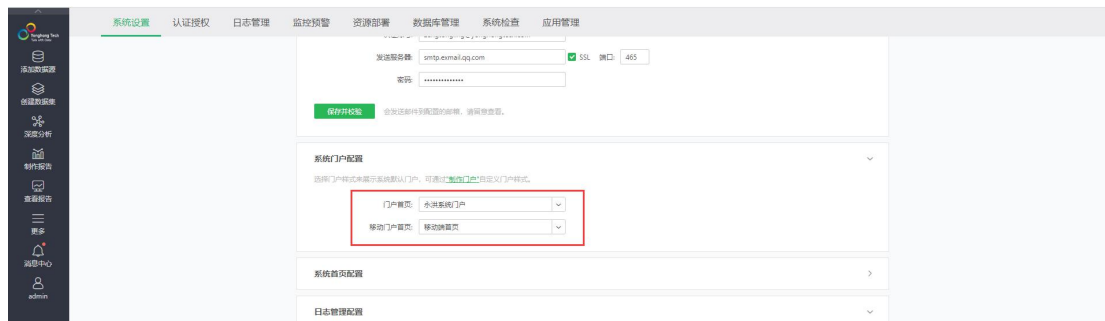 系统设置 认证授权 日志管理 监控预警 资源部署 数据库管理 系统检查 应用管理
Yonghong Tech
添加数据源
创建数据集
深度分析
制作报告
查看报告
更多
消息中心
admin
发送服务器: smtp.exmail.qq.com SSL 端口: 465
密码: ••••••••••••••
保存并校验 会发送邮件到配置的邮箱，请留意查看。
系统门户配置
选择门户样式来展示系统默认门户，可通过"制作门户"自定义门户样式。
门户首页: 永洪系统门户
移动门户首页: 移动端首页
系统首页配置
日志管理配置